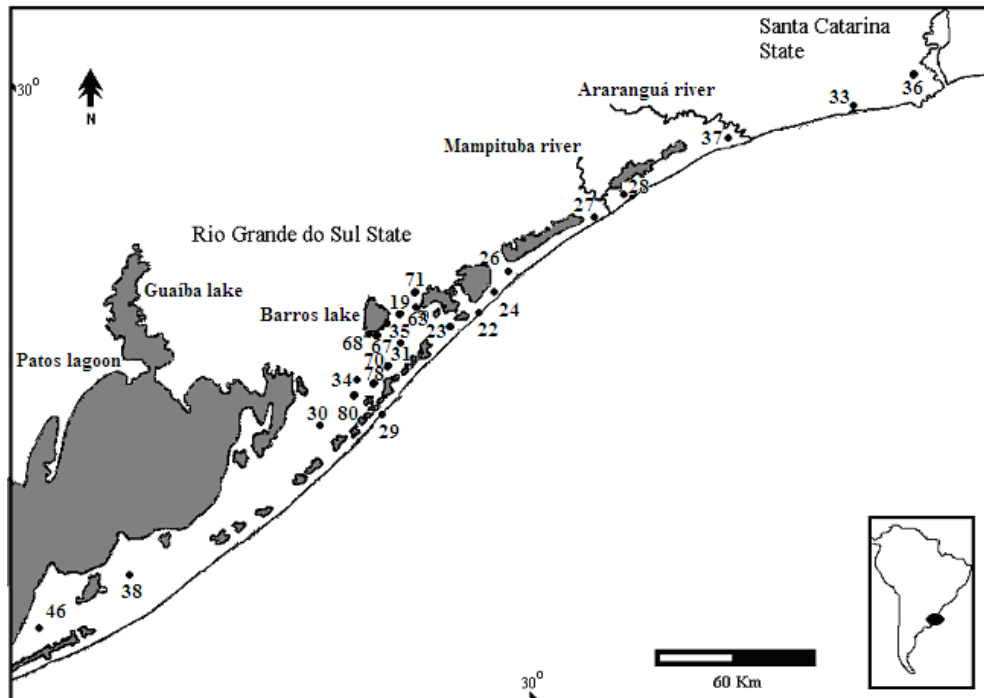 Santa Catarina
State
30°
N
36
33
Araranguá river
37
Mampituba river
28
27
Rio Grande do Sul State
26
71
Guaíba lake
24
19
Barros lake
63
22
35
23
68
67
31
Patos lagoon
70
34
78
30
80
29
38
46
30°
60 Km